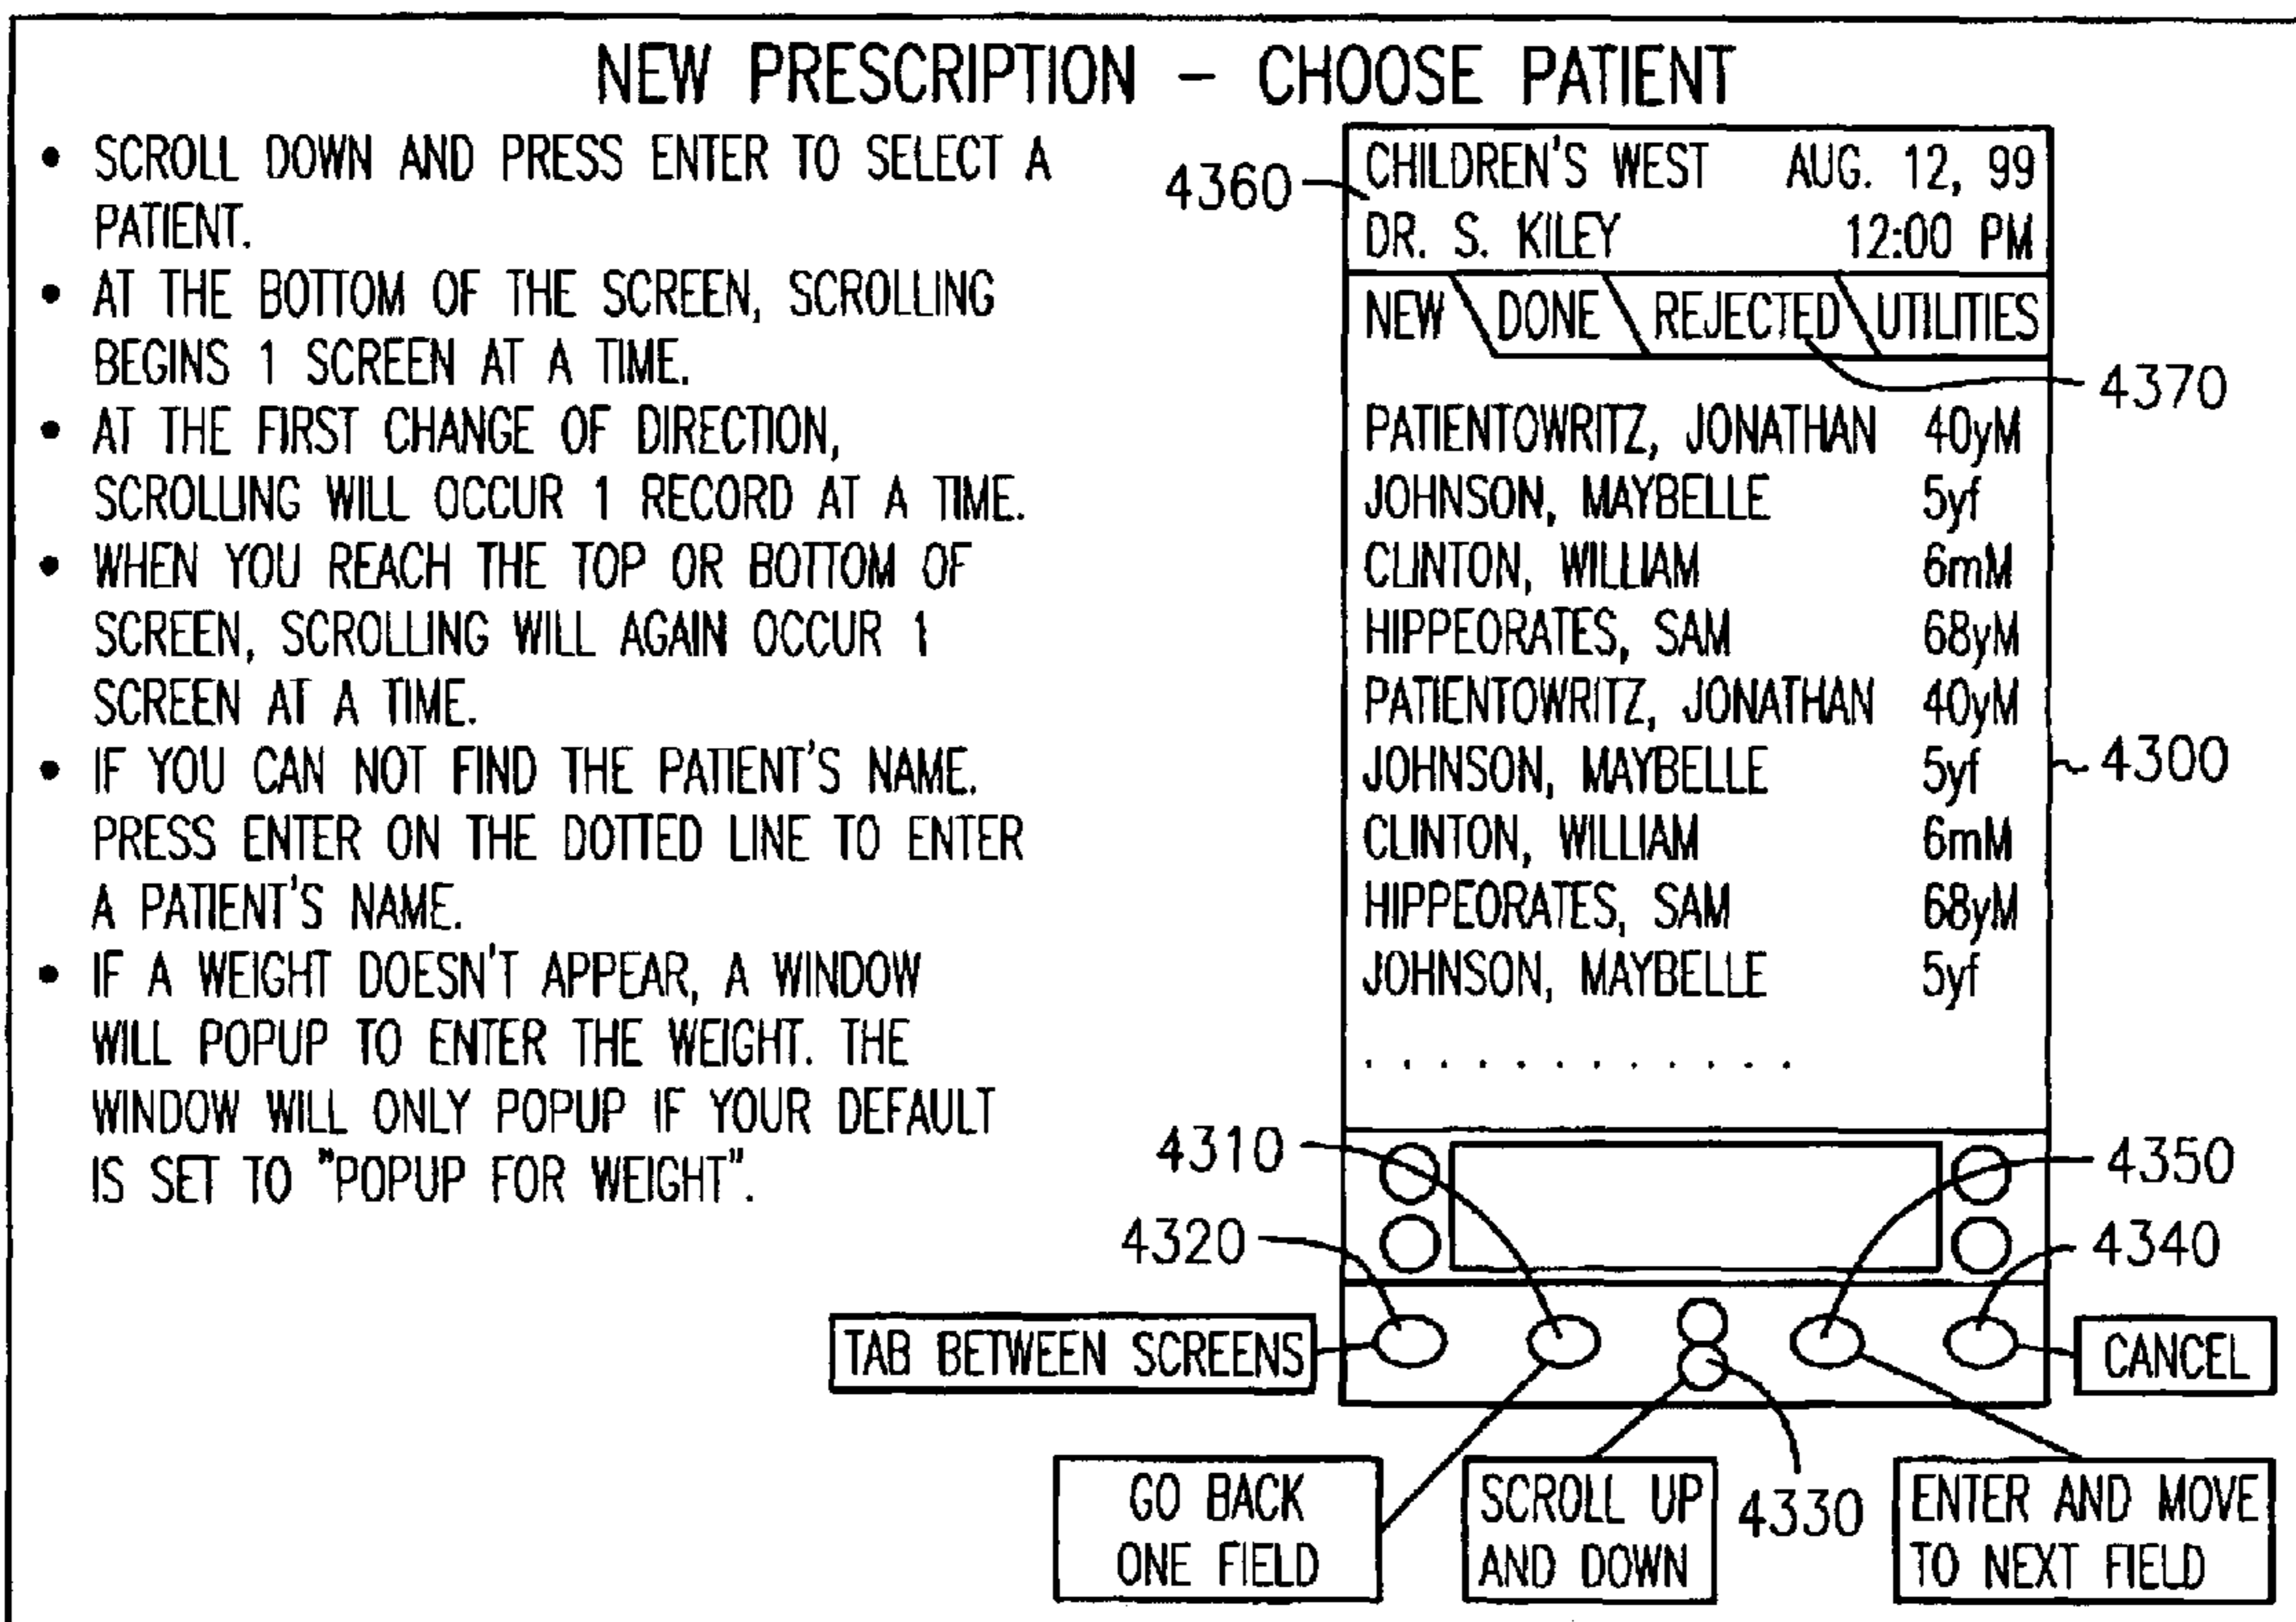 NEW PRESCRIPTION - CHOOSE PATIENT
• SCROLL DOWN AND PRESS ENTER TO SELECT A
PATIENT.
• AT THE BOTTOM OF THE SCREEN, SCROLLING
BEGINS 1 SCREEN AT A TIME.
• AT THE FIRST CHANGE OF DIRECTION,
SCROLLING WILL OCCUR 1 RECORD AT A TIME.
• WHEN YOU REACH THE TOP OR BOTTOM OF
SCREEN, SCROLLING WILL AGAIN OCCUR 1
SCREEN AT A TIME.
• IF YOU CAN NOT FIND THE PATIENT'S NAME.
PRESS ENTER ON THE DOTTED LINE TO ENTER
A PATIENT'S NAME.
• IF A WEIGHT DOESN'T APPEAR, A WINDOW
WILL POPUP TO ENTER THE WEIGHT. THE
WINDOW WILL ONLY POPUP IF YOUR DEFAULT
IS SET TO "POPUP FOR WEIGHT".
4360
CHILDREN'S WEST AUG. 12, 99
DR. S. KILEY 12:00 PM
NEW DONE REJECTED UTILITIES
4370
PATIENTOWRITZ, JONATHAN 40yM
JOHNSON, MAYBELLE 5yf
CLINTON, WILLIAM 6mM
HIPPEORATES, SAM 68yM
PATIENTOWRITZ, JONATHAN 40yM
JOHNSON, MAYBELLE 5yf
4300
CLINTON, WILLIAM 6mM
HIPPEORATES, SAM 68yM
JOHNSON, MAYBELLE 5yf
. . . . . . . . . . . .
4310
4350
4320
4340
TAB BETWEEN SCREENS
CANCEL
GO BACK
ONE FIELD
SCROLL UP
AND DOWN
4330
ENTER AND MOVE
TO NEXT FIELD